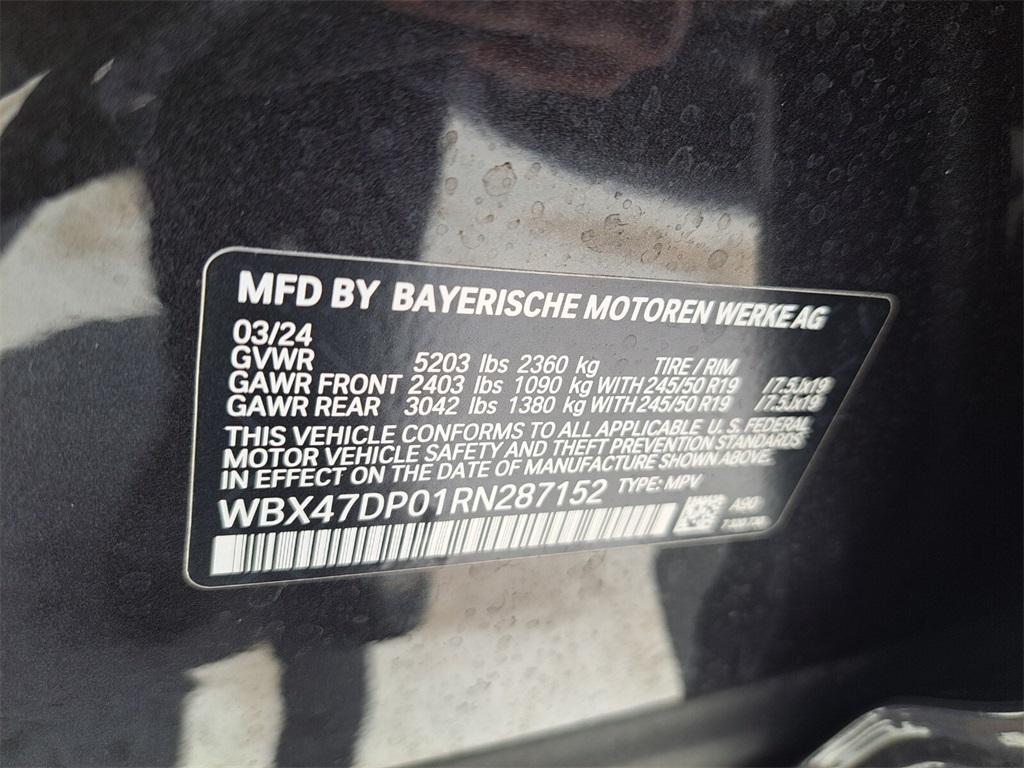 MFD BY BAYERISCHE MOTOREN WERKE AG
03/24
GVWR 5203 lbs 2360 kg TIRE / RIM
GAWR FRONT 2403 lbs 1090 kg WITH 245/50 R19 /7.5Jx19
GAWR REAR 3042 lbs 1380 kg WITH 245/50 R19 /7.5Jx19
THIS VEHICLE CONFORMS TO ALL APPLICABLE U.S. FEDERAL
MOTOR VEHICLE SAFETY AND THEFT PREVENTION STANDARDS
IN EFFECT ON THE DATE OF MANUFACTURE SHOWN ABOVE.
WBX47DP01RN287152 TYPE: MPV
A90